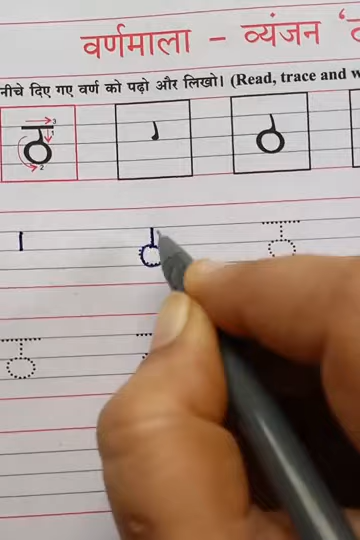 वर्णमाला - व्यंजन
नीचे दिए गए वर्ण को पढ़ो और लिखो। (Read, trace and
ठ
ठ
ठ